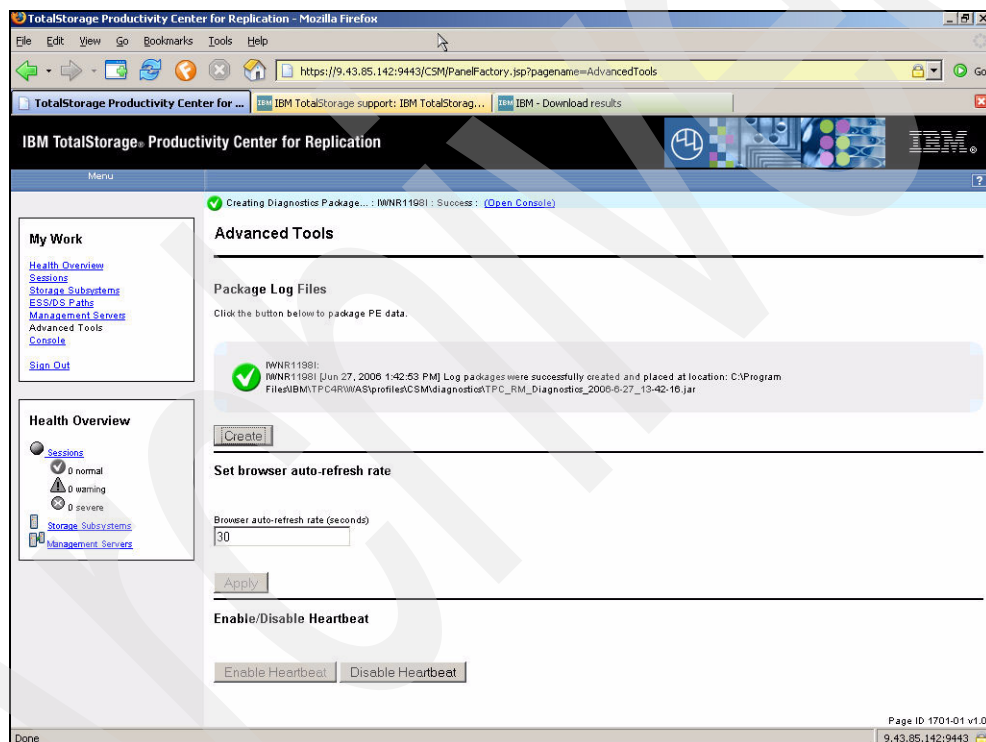 TotalStorage Productivity Center for Replication - Mozilla Firefox
File Edit View Go Bookmarks Tools Help
https://9.43.85.142:9443/CSM/PanelFactory.jsp?pagename=AdvancedTools
Go
TotalStorage Productivity Center for ...
IBM TotalStorage support: IBM TotalStorag...
IBM - Download results
IBM TotalStorage® Productivity Center for Replication
IBM®
Menu
?
Creating Diagnostics Package... : IWNR1198I : Success : (Open Console)
My Work
Health Overview
Sessions
Storage Subsystems
ESS/DS Paths
Management Servers
Advanced Tools
Console
Sign Out
Health Overview
Sessions
0 normal
0 warning
0 severe
Storage Subsystems
Management Servers
Advanced Tools
Package Log Files
Click the button below to package PE data.
IWNR1198I:
IWNR1198I [Jun 27, 2006 1:42:53 PM] Log packages were successfully created and placed at location: C:\Program
Files\IBM\TPC4R\WAS\profiles\CSM\diagnostics\TPC_RM_Diagnostics_2006-6-27_13-42-16.jar
Create
Set browser auto-refresh rate
Browser auto-refresh rate (seconds)
30
Apply
Enable/Disable Heartbeat
Enable Heartbeat Disable Heartbeat
Page ID 1701-01 v1.0
Done
9.43.85.142:9443